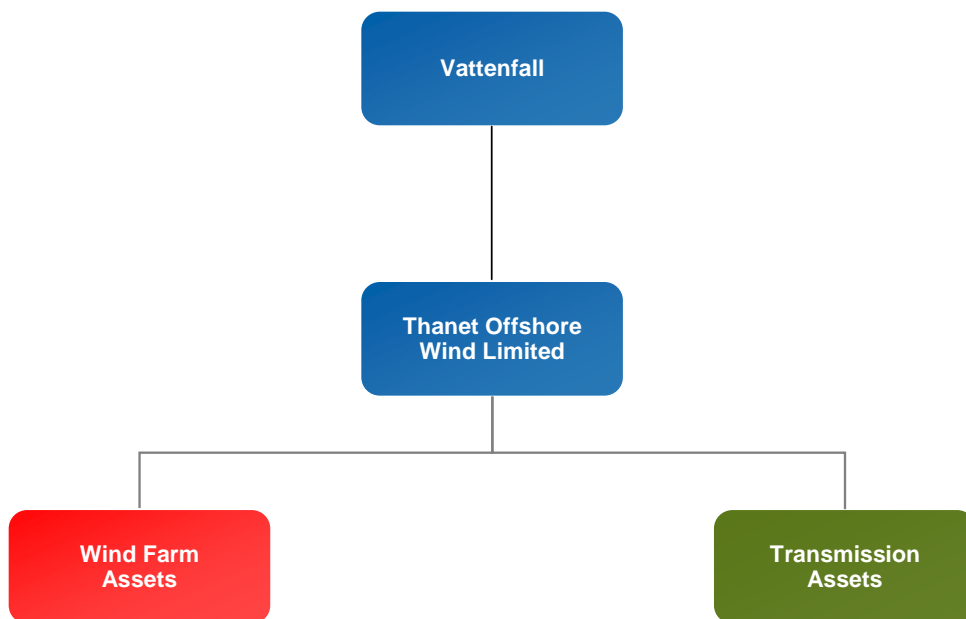 Vattenfall
Thanet Offshore
Wind Limited
Wind Farm
Assets
Transmission
Assets